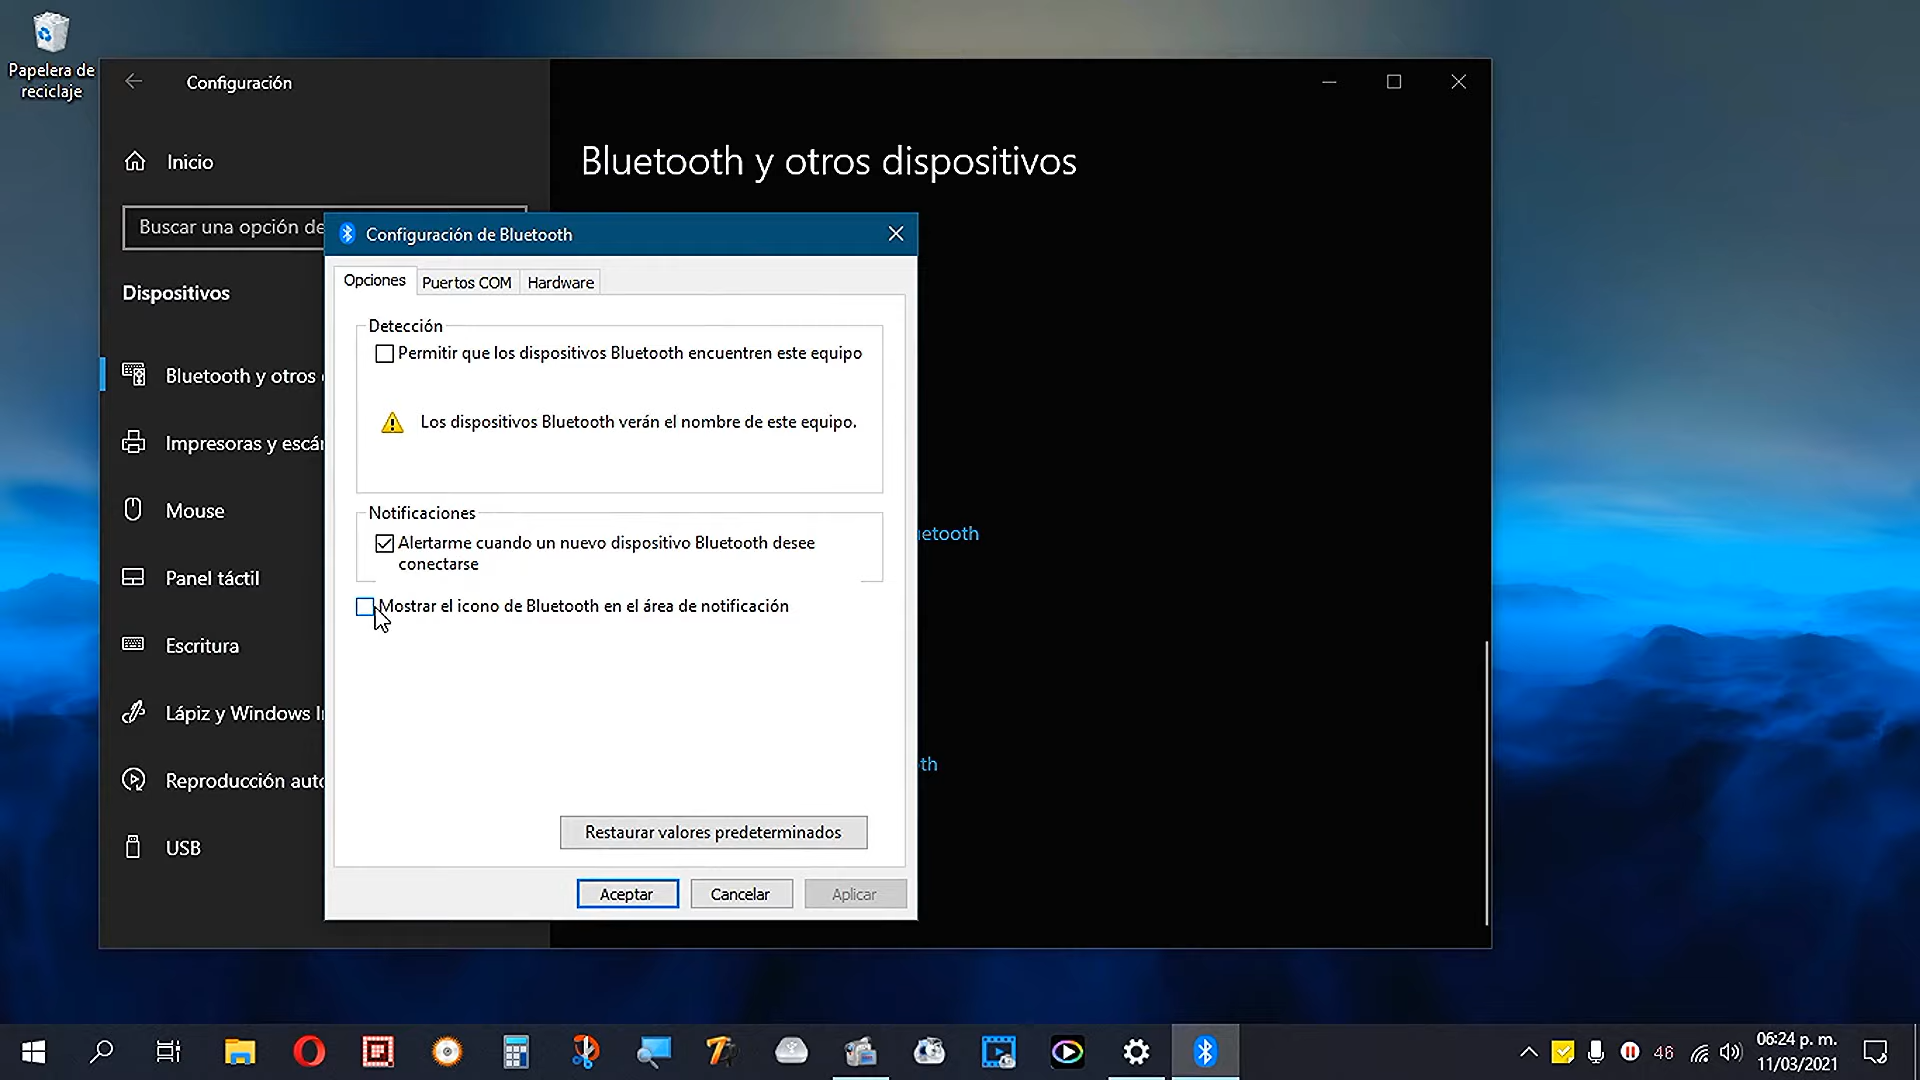 Papelera de
reciclaje
Configuración
Inicio
Buscar una opción de
Dispositivos
Bluetooth y otros
Impresoras y escán
Mouse
Panel táctil
Escritura
Lápiz y Windows I
Reproducción auto
USB
Bluetooth y otros dispositivos
etooth
th
Configuración de Bluetooth
Opciones
Puertos COM
Hardware
Detección
Permitir que los dispositivos Bluetooth encuentren este equipo
Los dispositivos Bluetooth verán el nombre de este equipo.
Notificaciones
Alertarme cuando un nuevo dispositivo Bluetooth desee
conectarse
Mostrar el icono de Bluetooth en el área de notificación
Restaurar valores predeterminados
Aceptar
Cancelar
Aplicar
46
06:24 p. m.
11/03/2021